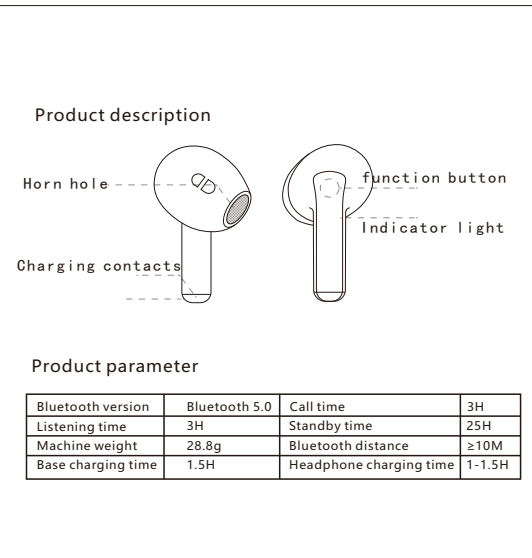 Product description
Horn hole
function button
Indicator light
Charging contacts
Product parameter
Bluetooth version Bluetooth 5.0 Call time 3H
Listening time 3H Standby time 25H
Machine weight 28.8g Bluetooth distance ≥10M
Base charging time 1.5H Headphone charging time 1-1.5H